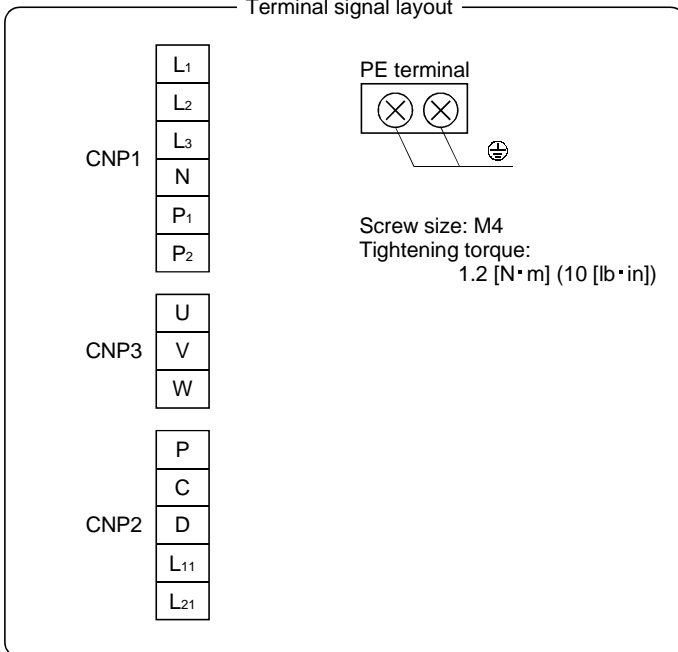 Terminal signal layout
CNP1
L1
L2
L3
N
P1
P2
PE terminal
Screw size: M4
Tightening torque:
1.2 [N・m] (10 [lb・in])
CNP3
U
V
W
CNP2
P
C
D
L11
L21